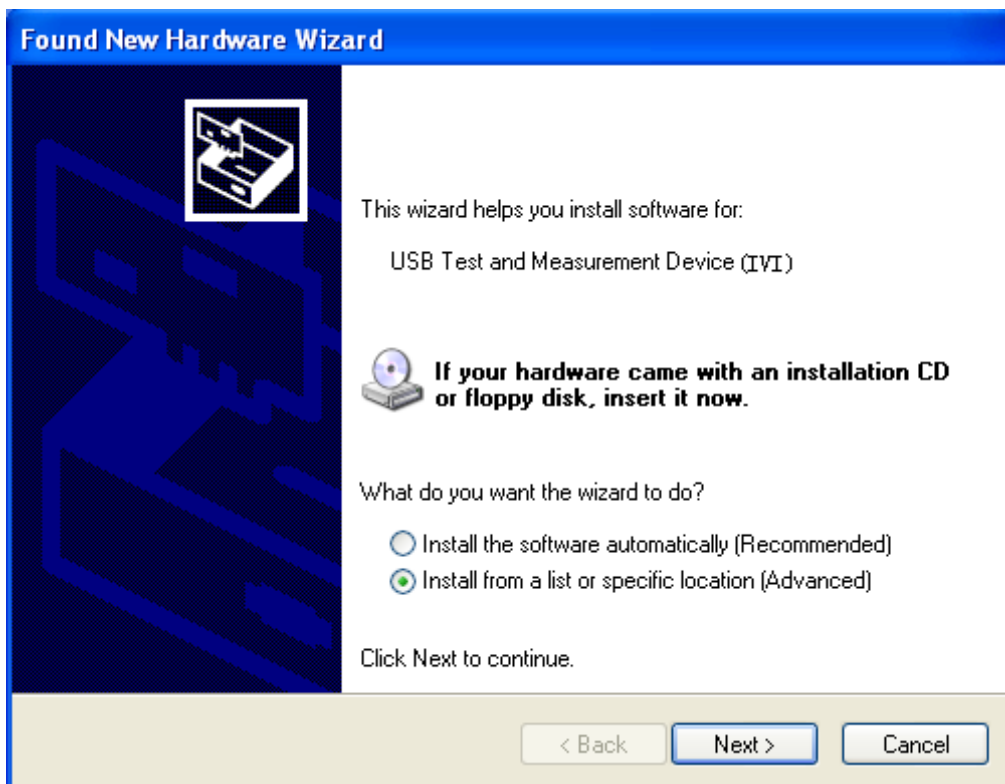 Found New Hardware Wizard
This wizard helps you install software for:
USB Test and Measurement Device (IVI)
If your hardware came with an installation CD
or floppy disk, insert it now.
What do you want the wizard to do?
Install the software automatically (Recommended)
Install from a list or specific location (Advanced)
Click Next to continue.
< Back Next > Cancel